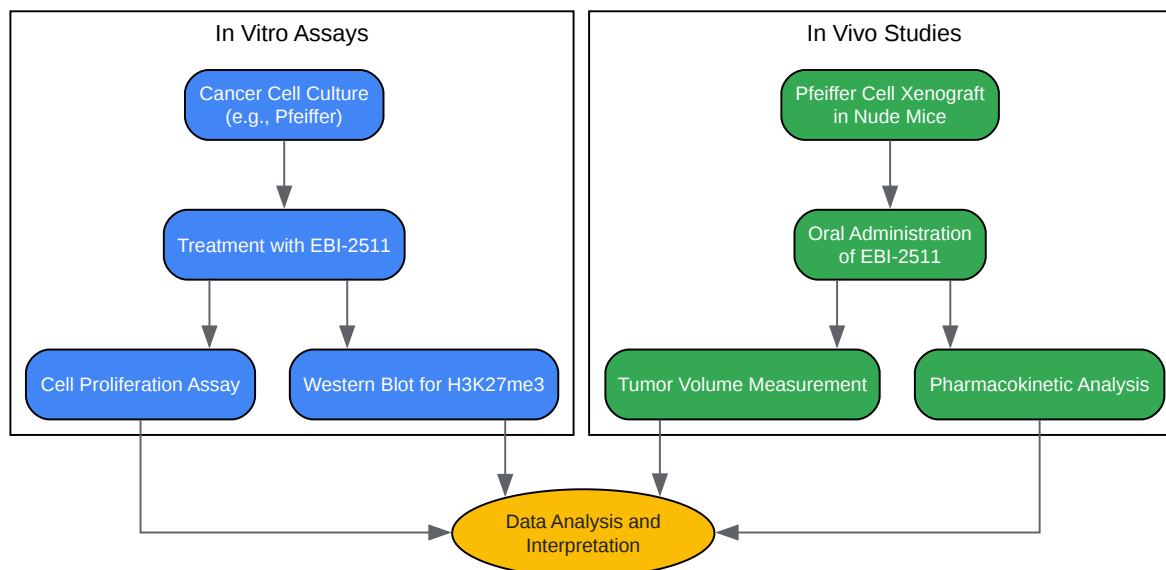 In Vitro Assays
Cancer Cell Culture
(e.g., Pfeiffer)
Treatment with EBI-2511
Cell Proliferation Assay
Western Blot for H3K27me3
In Vivo Studies
Pfeiffer Cell Xenograft
in Nude Mice
Oral Administration
of EBI-2511
Tumor Volume Measurement
Pharmacokinetic Analysis
Data Analysis and
Interpretation